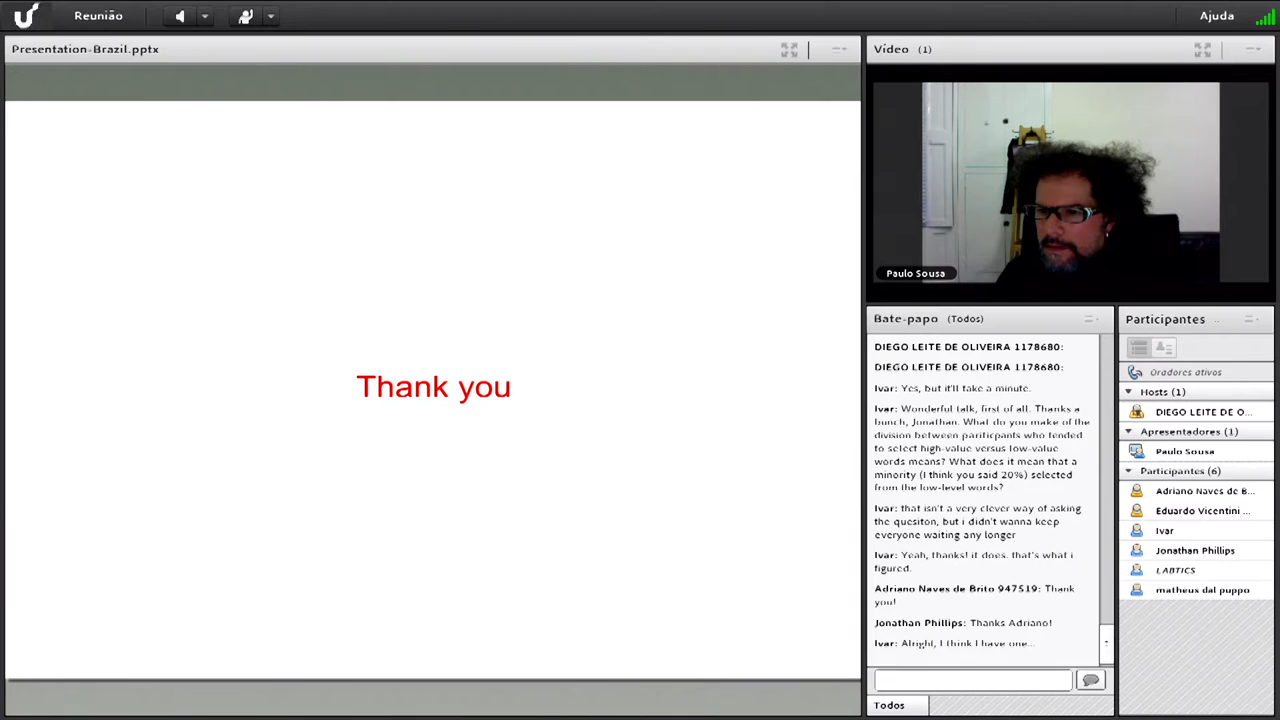 Reunião
Ajuda
Presentation-Brazil.pptx
Vídeo (1)
Thank you
Paulo Sousa
Bate-papo (Todos)
DIEGO LEITE DE OLIVEIRA 1178680:
DIEGO LEITE DE OLIVEIRA 1178680:
Ivar: Yes, but it'll take a minute.
Ivar: Wonderful talk, first of all. Thanks a
bunch, Jonathan. What do you make of the
division between pariticpants who tended
to select high-value versus low-value
words means? What does it mean that a
minority (I think you said 20%) selected
from the low-level words?
Ivar: that isn't a very clever way of asking
the quesiton, but i didn't wanna keep
everyone waiting any longer
Ivar: Yeah, thanks! it does. that's what i
figured.
Adriano Naves de Brito 947519: Thank
you!
Jonathan Phillips: Thanks Adriano!
Ivar: Alright, I think I have one...
Todos
Participantes ..
Oradores ativos
Hosts (1)
DIEGO LEITE DE O...
Apresentadores (1)
Paulo Sousa
Participantes (6)
Adriano Naves de B...
Eduardo Vicentini ...
Ivar
Jonathan Phillips
LABTICS
matheus dal puppo